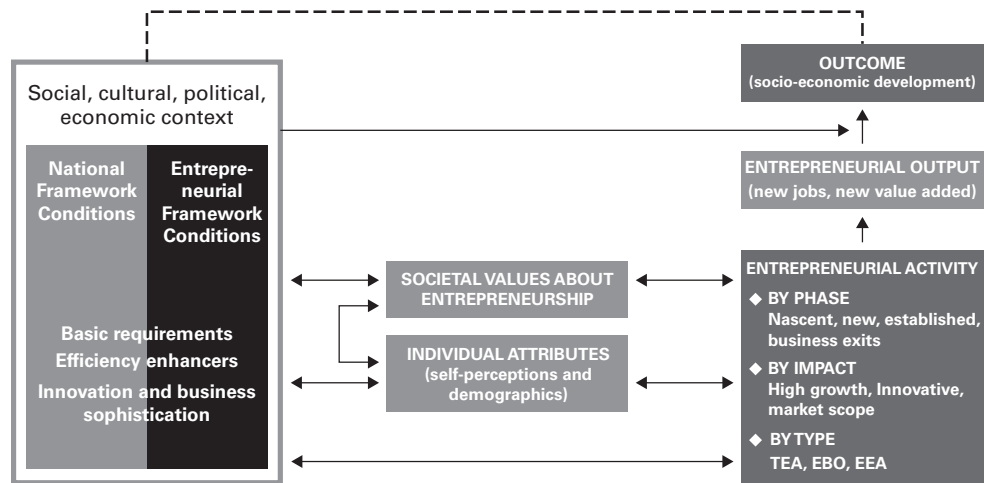 Social, cultural, political,
economic context
National
Framework
Conditions
Entrepre-
neurial
Framework
Conditions
Basic requirements
Efficiency enhancers
Innovation and business
sophistication
SOCIETAL VALUES ABOUT
ENTREPRENEURSHIP
INDIVIDUAL ATTRIBUTES
(self-perceptions and
demographics)
OUTCOME
(socio-economic development)
ENTREPRENEURIAL OUTPUT
(new jobs, new value added)
ENTREPRENEURIAL ACTIVITY
◆ BY PHASE
Nascent, new, established,
business exits
◆ BY IMPACT
High growth, Innovative,
market scope
◆ BY TYPE
TEA, EBO, EEA